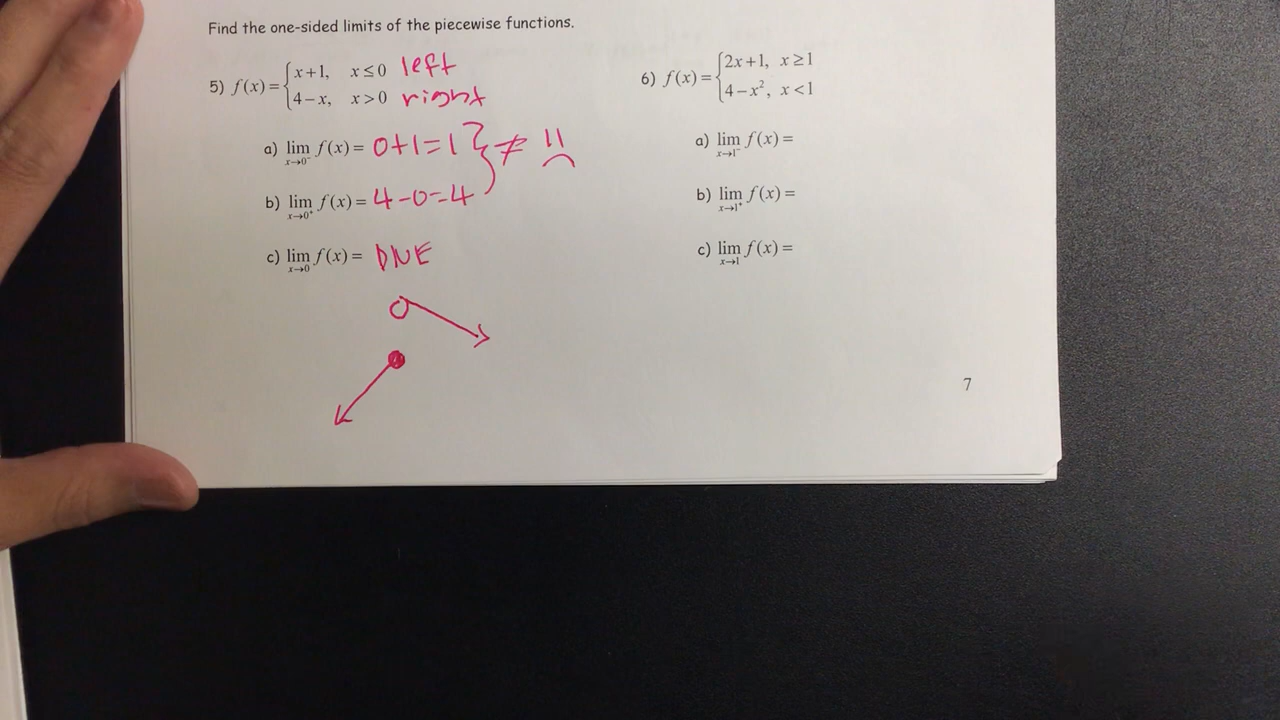 Find the one-sided limits of the piecewise functions.
5) f(x) = { x+1, x≤0 left
4−x, x>0 right
a) lim x→0⁻ f(x) = 0+1=1 } ≠
b) lim x→0⁺ f(x) = 4-0=4
c) lim x→0 f(x) = DNE
6) f(x) = { 2x+1, x≥1
4−x², x<1
a) lim x→1⁻ f(x) =
b) lim x→1⁺ f(x) =
c) lim x→1 f(x) =
7